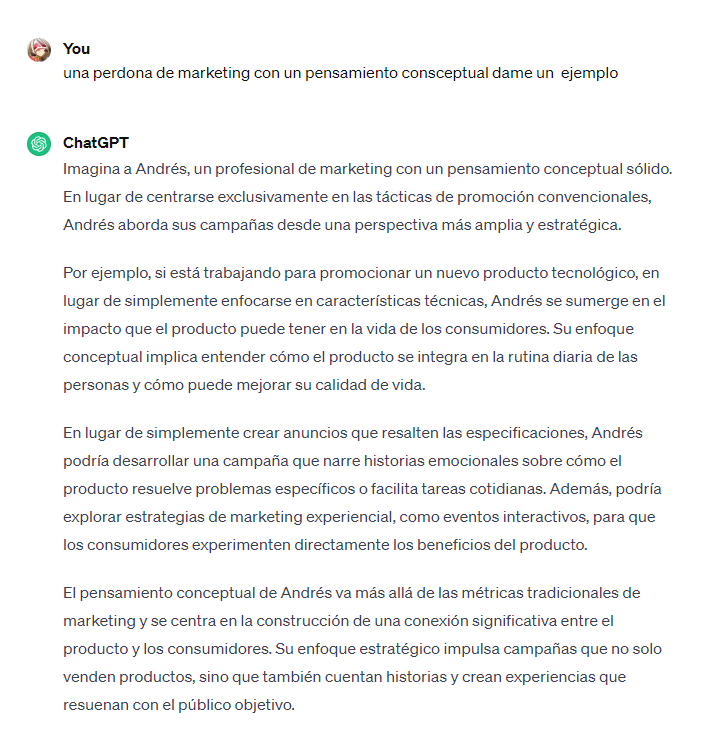 You
una perdona de marketing con un pensamiento consceptual dame un  ejemplo
ChatGPT
Imagina a Andrés, un profesional de marketing con un pensamiento conceptual sólido.
En lugar de centrarse exclusivamente en las tácticas de promoción convencionales,
Andrés aborda sus campañas desde una perspectiva más amplia y estratégica.
Por ejemplo, si está trabajando para promocionar un nuevo producto tecnológico, en
lugar de simplemente enfocarse en características técnicas, Andrés se sumerge en el
impacto que el producto puede tener en la vida de los consumidores. Su enfoque
conceptual implica entender cómo el producto se integra en la rutina diaria de las
personas y cómo puede mejorar su calidad de vida.
En lugar de simplemente crear anuncios que resalten las especificaciones, Andrés
podría desarrollar una campaña que narre historias emocionales sobre cómo el
producto resuelve problemas específicos o facilita tareas cotidianas. Además, podría
explorar estrategias de marketing experiencial, como eventos interactivos, para que
los consumidores experimenten directamente los beneficios del producto.
El pensamiento conceptual de Andrés va más allá de las métricas tradicionales de
marketing y se centra en la construcción de una conexión significativa entre el
producto y los consumidores. Su enfoque estratégico impulsa campañas que no solo
venden productos, sino que también cuentan historias y crean experiencias que
resuenan con el público objetivo.